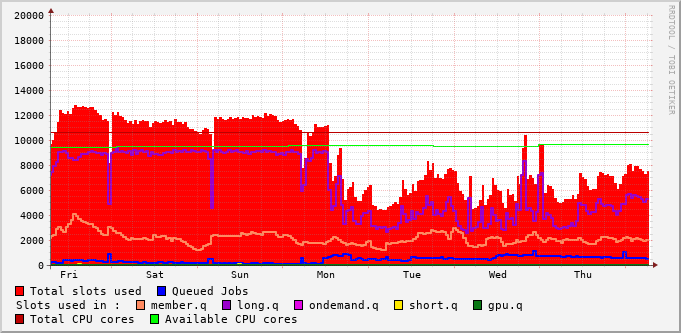 20000
18000
16000
14000
12000
10000
8000
6000
4000
2000
0
Fri Sat Sun Mon Tue Wed Thu
Total slots used Queued Jobs
Slots used in : member.q long.q ondemand.q short.q gpu.q
Total CPU cores Available CPU cores
RRDTOOL / TOBI OETIKER